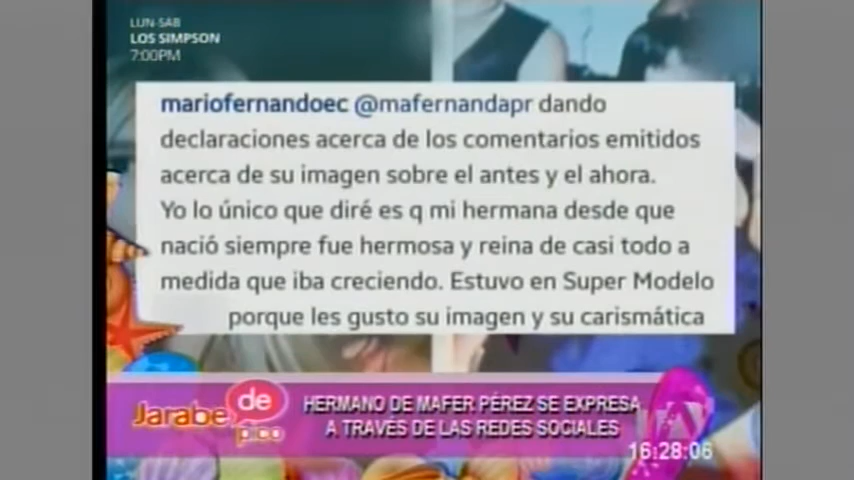 LUN-SAB
LOS SIMPSON
7:00PM
mariofernandoec @mafernandapr dando
declaraciones acerca de los comentarios emitidos
acerca de su imagen sobre el antes y el ahora.
Yo lo único que diré es q mi hermana desde que
nació siempre fue hermosa y reina de casi todo a
medida que iba creciendo. Estuvo en Super Modelo
porque les gusto su imagen y su carismática
Jarabe de pico
HERMANO DE MAFER PÉREZ SE EXPRESA
A TRAVÉS DE LAS REDES SOCIALES
16:28:06